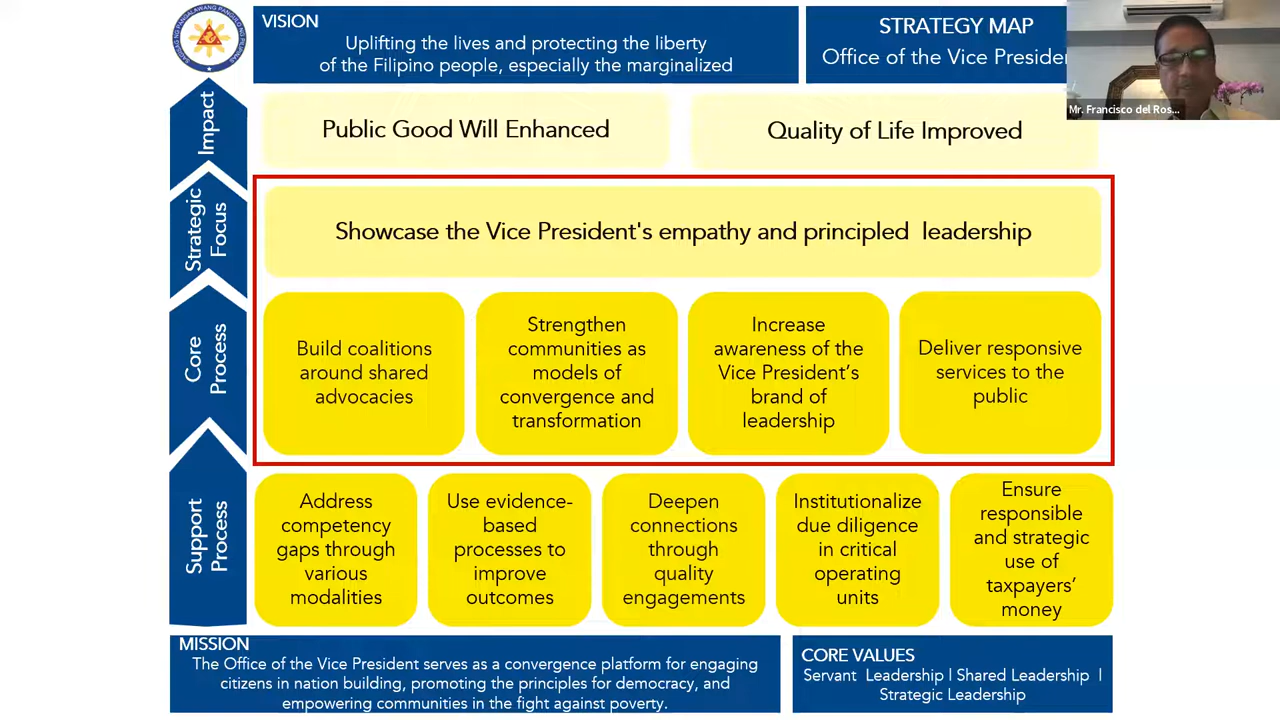 VISION
Uplifting the lives and protecting the liberty
of the Filipino people, especially the marginalized
STRATEGY MAP
Office of the Vice
Mr. Francisco del Ros...
Impact
Public Good Will Enhanced
Quality of Life Improved
Strategic
Focus
Showcase the Vice President's empathy and principled leadership
Core
Process
Build coalitions
around shared
advocacies
Strengthen
communities as
models of
convergence and
transformation
Increase
awareness of the
Vice President's
brand of
leadership
Deliver responsive
services to the
public
Support
Process
Address
competency
gaps through
various
modalities
Use evidence-
based
processes to
improve
outcomes
Deepen
connections
through
quality
engagements
Institutionalize
due diligence
in critical
operating
units
Ensure
responsible
and strategic
use of
taxpayers'
money
MISSION
The Office of the Vice President serves as a convergence platform for engaging
citizens in nation building, promoting the principles for democracy, and
empowering communities in the fight against poverty.
CORE VALUES
Servant Leadership | Shared Leadership |
Strategic Leadership